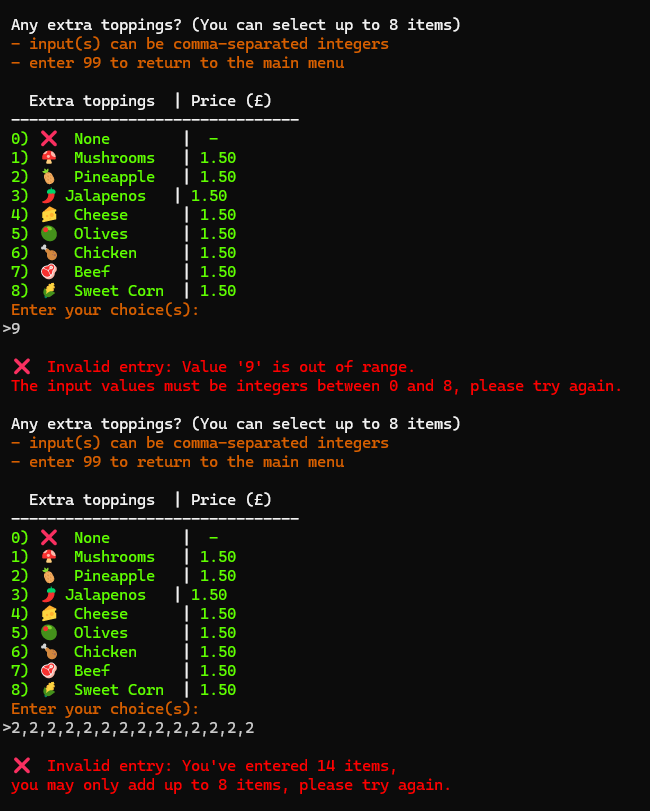 Any extra toppings? (You can select up to 8 items)
- input(s) can be comma-separated integers
- enter 99 to return to the main menu
Extra toppings | Price (£)
--------------------------------
0) ❌ None | -
1) 🍄 Mushrooms | 1.50
2) 🍍 Pineapple | 1.50
3) 🌶 Jalapenos | 1.50
4) 🧀 Cheese | 1.50
5) 🫒 Olives | 1.50
6) 🍗 Chicken | 1.50
7) 🥩 Beef | 1.50
8) 🌽 Sweet Corn | 1.50
Enter your choice(s):
>9
❌ Invalid entry: Value '9' is out of range.
The input values must be integers between 0 and 8, please try again.
Any extra toppings? (You can select up to 8 items)
- input(s) can be comma-separated integers
- enter 99 to return to the main menu
Extra toppings | Price (£)
--------------------------------
0) ❌ None | -
1) 🍄 Mushrooms | 1.50
2) 🍍 Pineapple | 1.50
3) 🌶 Jalapenos | 1.50
4) 🧀 Cheese | 1.50
5) 🫒 Olives | 1.50
6) 🍗 Chicken | 1.50
7) 🥩 Beef | 1.50
8) 🌽 Sweet Corn | 1.50
Enter your choice(s):
>2,2,2,2,2,2,2,2,2,2,2,2,2,2
❌ Invalid entry: You've entered 14 items,
you may only add up to 8 items, please try again.